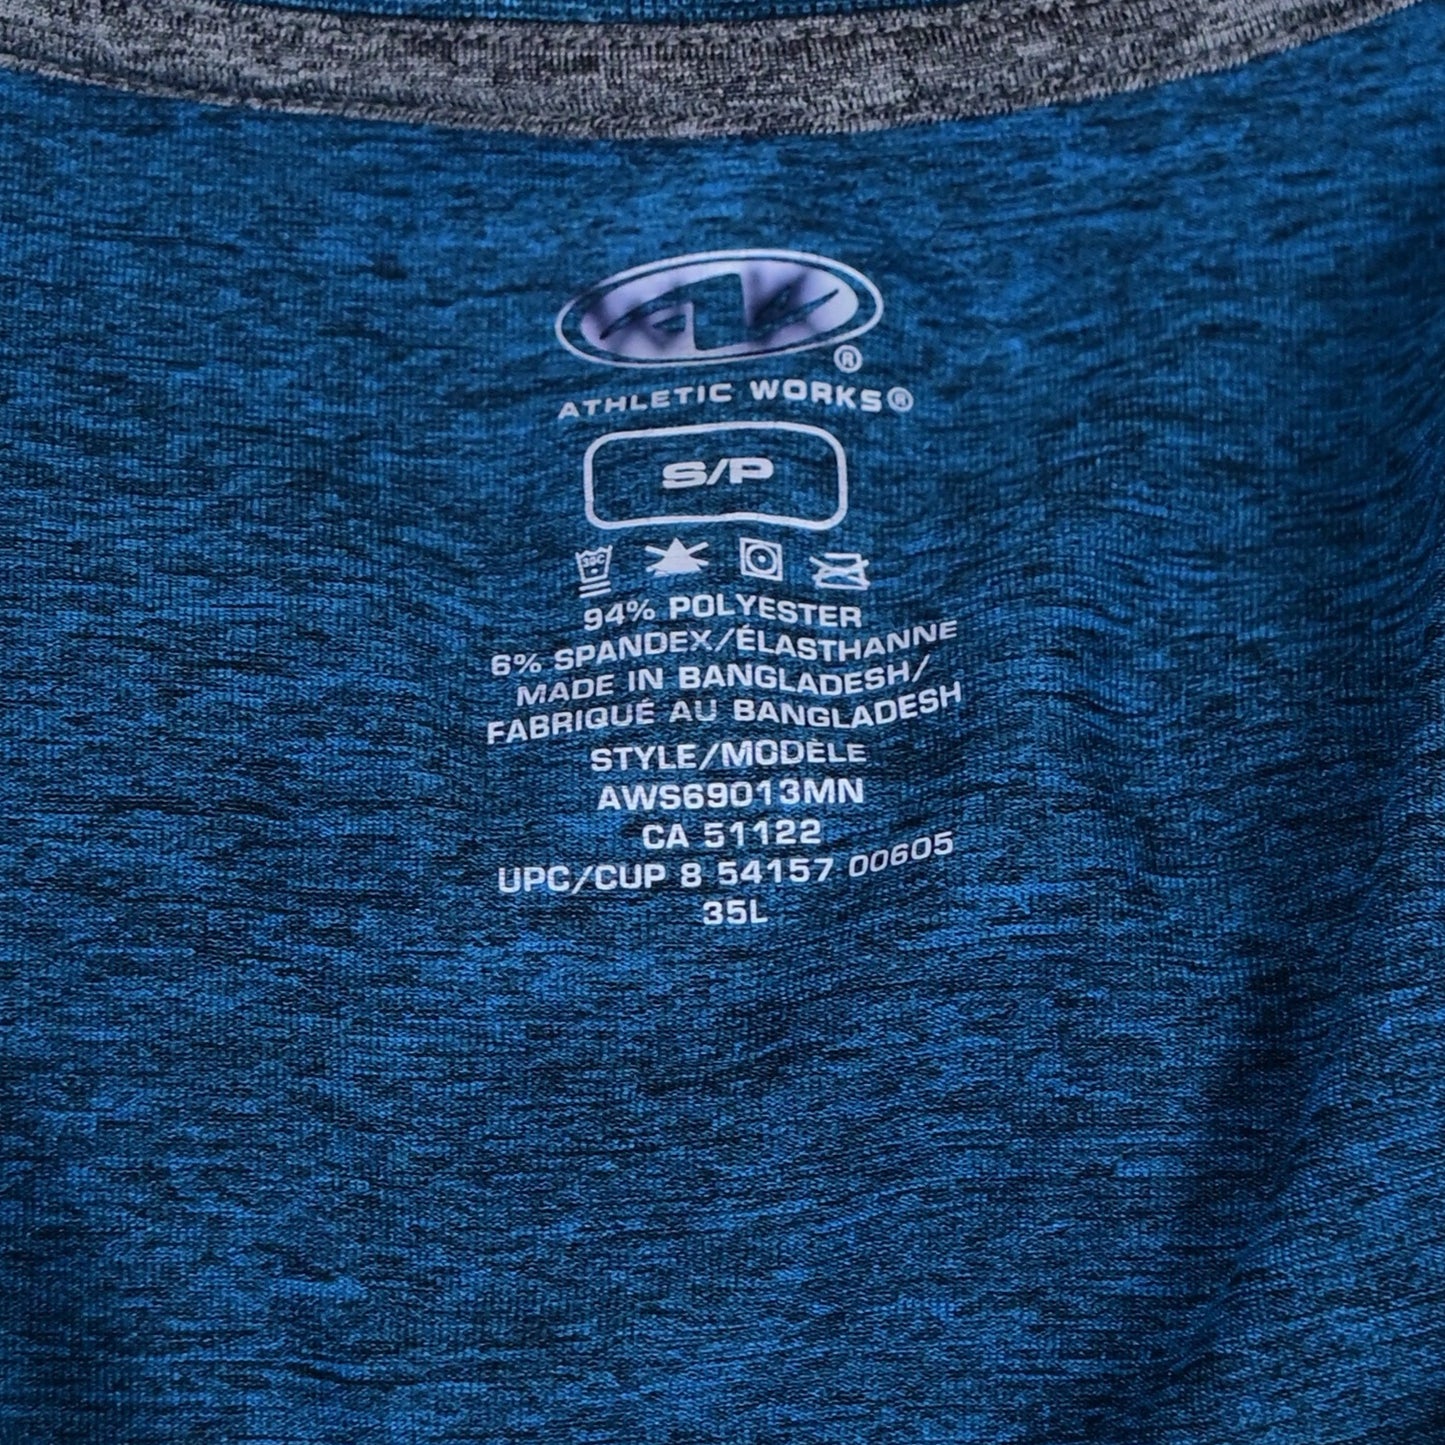 ®
ATHLETIC WORKS®
S/P
30C
94% POLYESTER
6% SPANDEX/ÉLASTHANNE
MADE IN BANGLADESH/
FABRIQUÉ AU BANGLADESH
STYLE/MODÈLE
AWS69013MN
CA 51122
UPC/CUP 8 54157 00605
35L